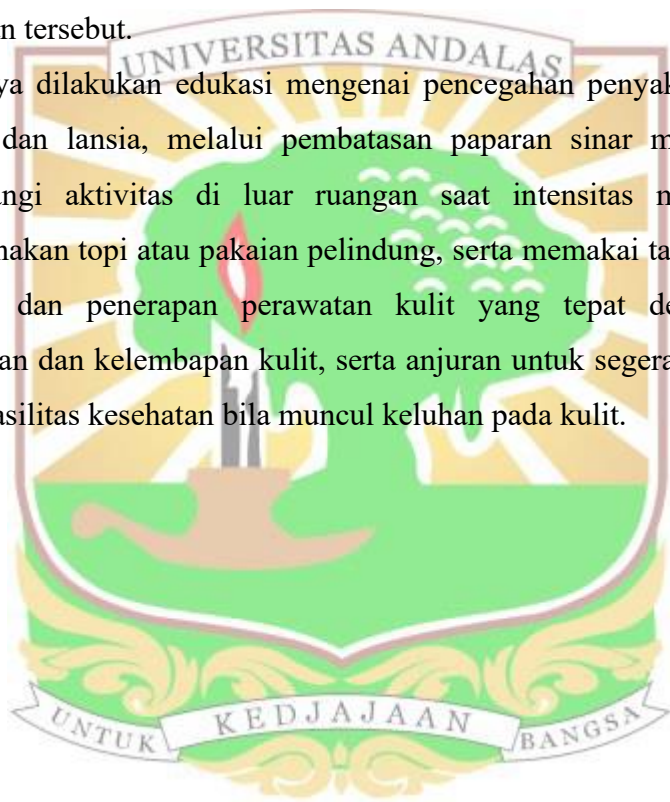 n tersebut.
UNIVERSITAS ANDALAS
ya dilakukan edukasi mengenai pencegahan penyak
dan lansia, melalui pembatasan paparan sinar m
ngi aktivitas di luar ruangan saat intensitas m
nakan topi atau pakaian pelindung, serta memakai ta
dan penerapan perawatan kulit yang tepat de
an dan kelembapan kulit, serta anjuran untuk segera
asilitas kesehatan bila muncul keluhan pada kulit.
UNTUK KEDJAJAAN BANGSA